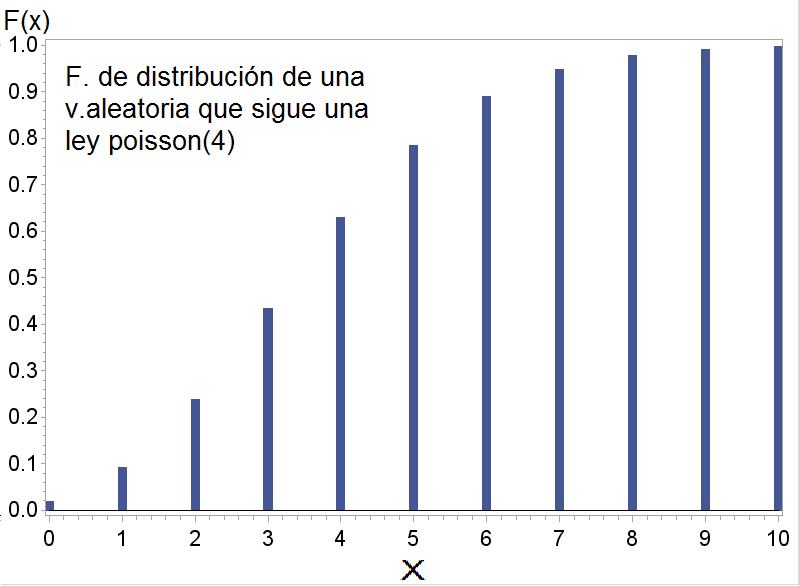 F(x)
F. de distribución de una
v.aleatoria que sigue una
ley poisson(4)
1.0
0.9
0.8
0.7
0.6
0.5
0.4
0.3
0.2
0.1
0.0
0 1 2 3 4 5 6 7 8 9 10
X